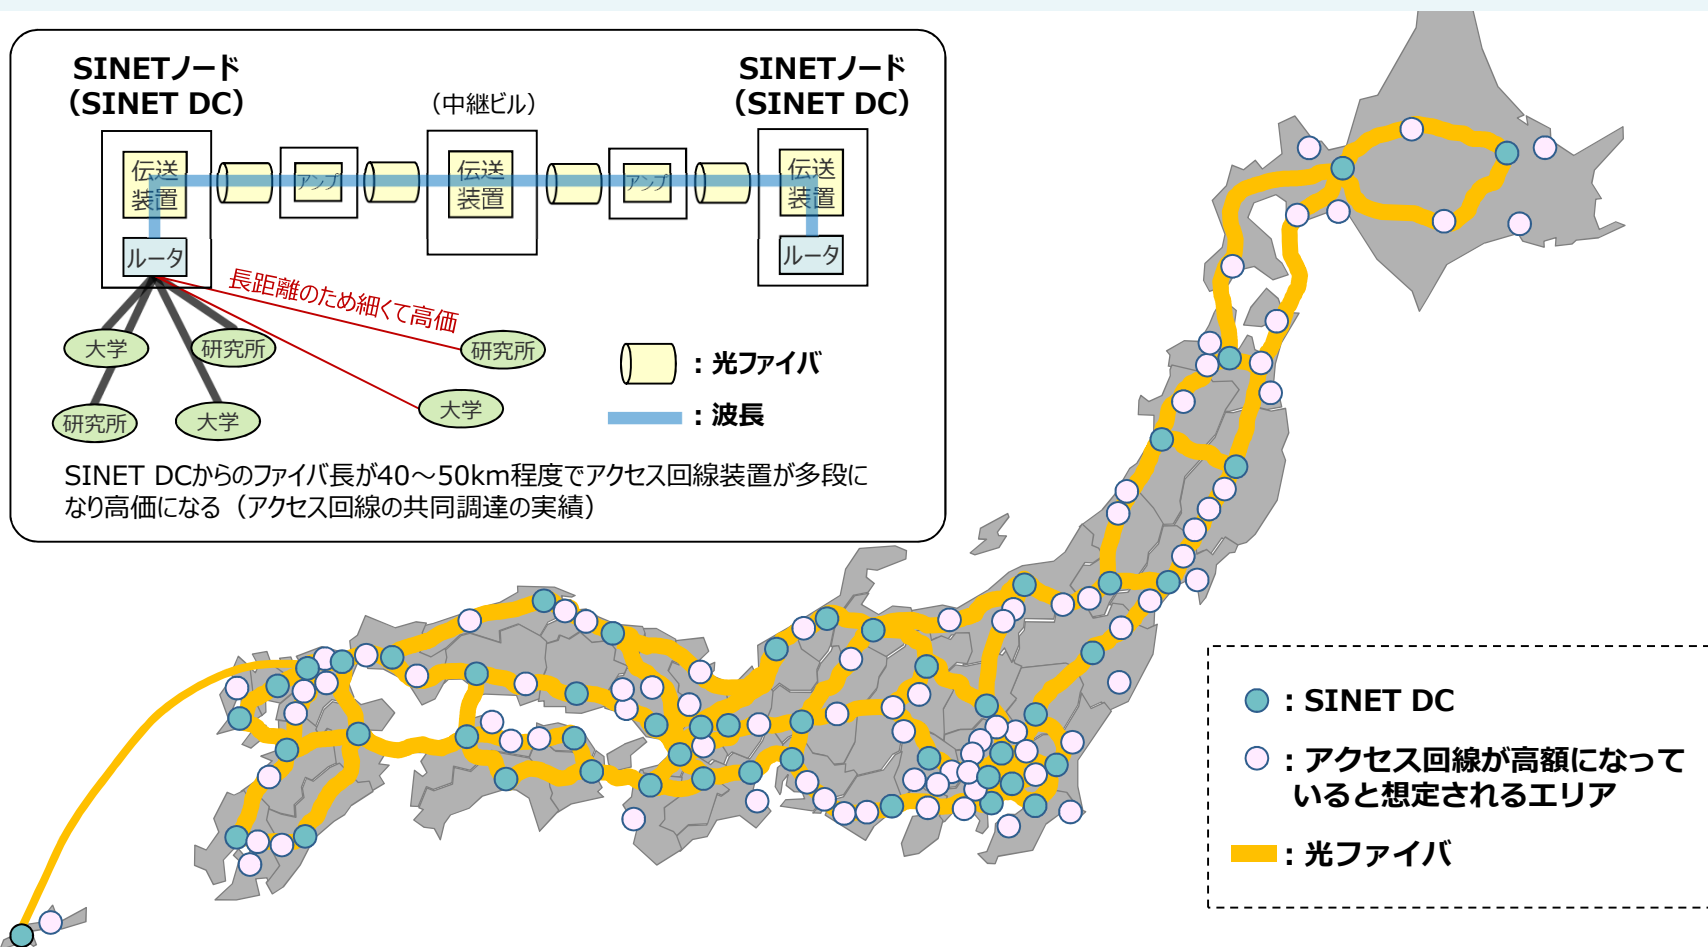 SINETノード
（SINET DC）
（中継ビル）
SINETノード
（SINET DC）
伝送
装置
アンプ
伝送
装置
アンプ
伝送
装置
ルータ
ルータ
長距離のため細くて高価
大学
研究所
研究所
研究所
大学
大学
：光ファイバ
：波長
SINET DCからのファイバ長が40～50km程度でアクセス回線装置が多段に
なり高価になる（アクセス回線の共同調達の実績）
：SINET DC
：アクセス回線が高額になって
いると想定されるエリア
：光ファイバ